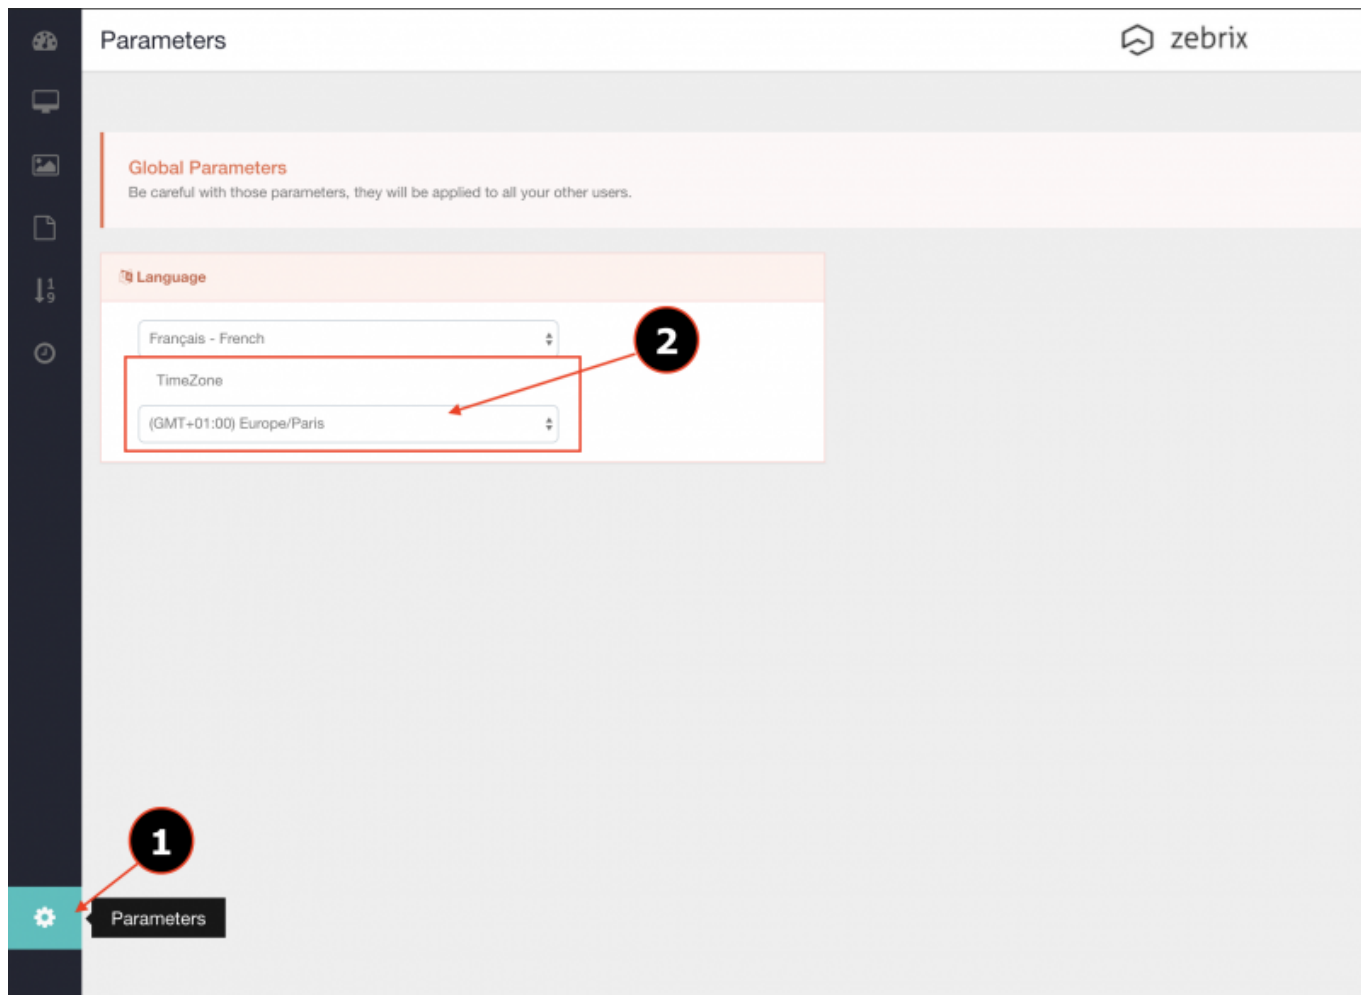 Parameters
zebrix
Global Parameters
Be careful with those parameters, they will be applied to all your other users.
Language
Français - French
2
TimeZone
(GMT+01:00) Europe/Paris
1
Parameters